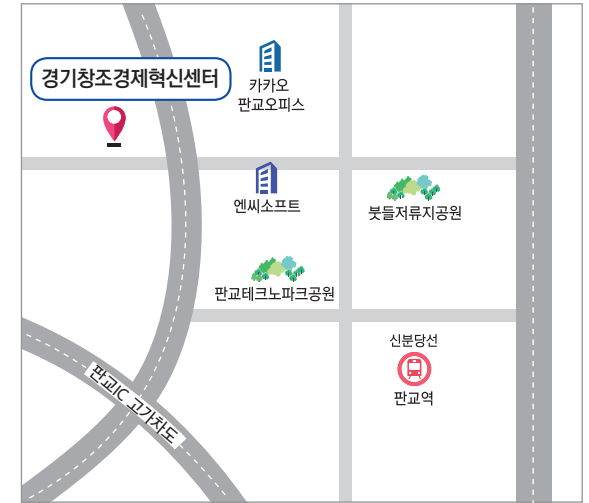 경기창조경제혁신센터
카카오
판교오피스
엔씨소프트
붓들저류지공원
판교테크노파크공원
신분당선
판교역
판교IC 고가차도